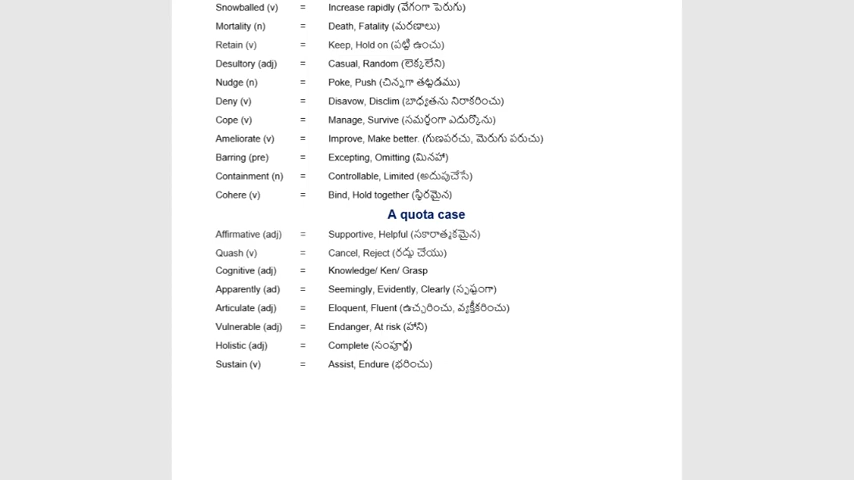 Snowballed (v) = Increase rapidly (వేగంగా పెరుగు)
Mortality (n) = Death, Fatality (మరణాలు)
Retain (v) = Keep, Hold on (పట్టి ఉంచు)
Desultory (adj) = Casual, Random (లెక్కలేని)
Nudge (n) = Poke, Push (చిన్నగా తట్టడము)
Deny (v) = Disavow, Disclim (బాధ్యతను నిరాకరించు)
Cope (v) = Manage, Survive (సమర్థంగా ఎదుర్కొను)
Ameliorate (v) = Improve, Make better. (గుణపరచు, మెరుగు పరుచు)
Barring (pre) = Excepting, Omitting (మినహా)
Containment (n) = Controllable, Limited (అదుపుచేసే)
Cohere (v) = Bind, Hold together (స్థిరమైన)
A quota case
Affirmative (adj) = Supportive, Helpful (సకారాత్మకమైన)
Quash (v) = Cancel, Reject (రద్దు చేయు)
Cognitive (adj) = Knowledge/ Ken/ Grasp
Apparently (ad) = Seemingly, Evidently, Clearly (స్పష్టంగా)
Articulate (adj) = Eloquent, Fluent (ఉచ్చరించు, వ్యక్తీకరించు)
Vulnerable (adj) = Endanger, At risk (హాని)
Holistic (adj) = Complete (సంపూర్ణ)
Sustain (v) = Assist, Endure (భరించు)